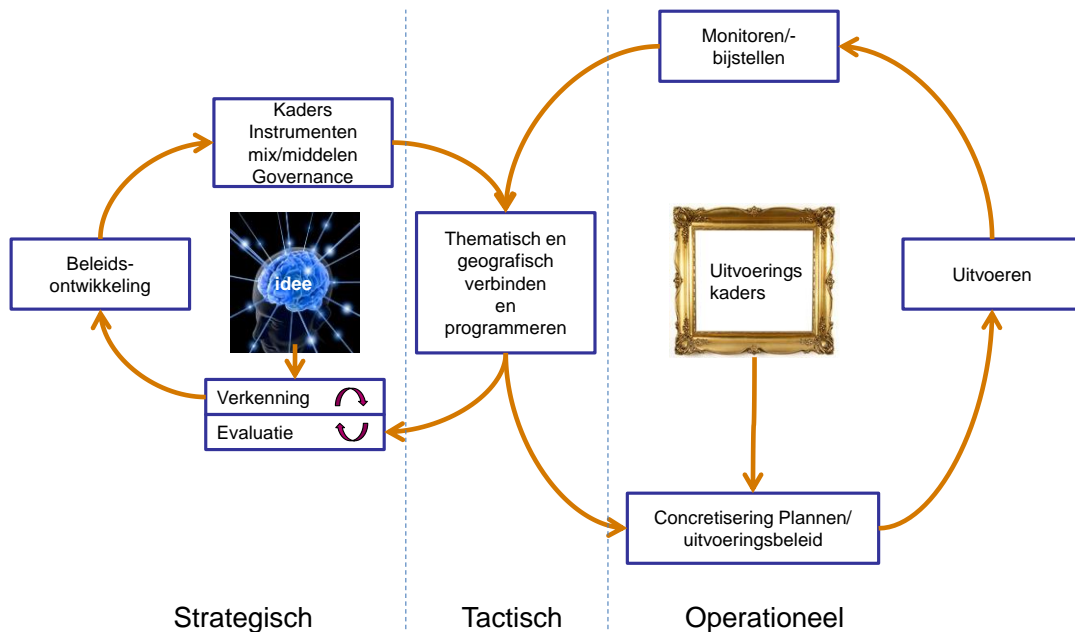 Monitoren/-
bijstellen
Kaders
Instrumenten
mix/middelen
Governance
Beleids-
ontwikkeling
idee
Thematisch en
geografisch
verbinden
en
programmeren
Uitvoerings
kaders
Uitvoeren
Verkenning
Evaluatie
Concretisering Plannen/
uitvoeringsbeleid
Strategisch
Tactisch
Operationeel